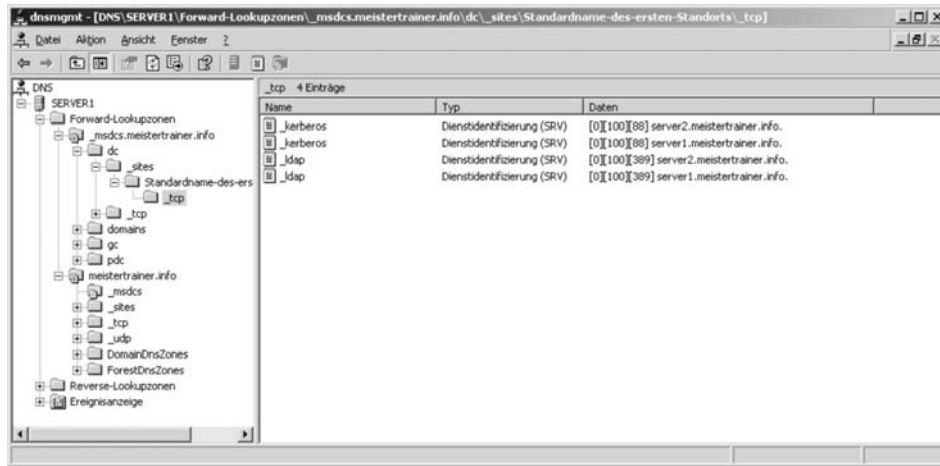 dnsmgmt - [DNS\SERVER1\Forward-Lookupzonen\_msdcs.meistertrainer.info\dc\_sites\Standardname-des-ersten-Standorts\_tcp]
Datei Aktion Ansicht Fenster ?
DNS
SERVER1
Forward-Lookupzonen
_msdcs.meistertrainer.info
dc
_sites
Standardname-des-ers
_tcp
_tcp
domains
gc
pdc
meistertrainer.info
_msdcs
_sites
_tcp
_udp
DomainDnsZones
ForestDnsZones
Reverse-Lookupzonen
Ereignisanzeige
_tcp 4 Einträge
Name Typ Daten
_kerberos Dienstidentifizierung (SRV) [0][100][88] server2.meistertrainer.info.
_kerberos Dienstidentifizierung (SRV) [0][100][88] server1.meistertrainer.info.
_ldap Dienstidentifizierung (SRV) [0][100][389] server2.meistertrainer.info.
_ldap Dienstidentifizierung (SRV) [0][100][389] server1.meistertrainer.info.